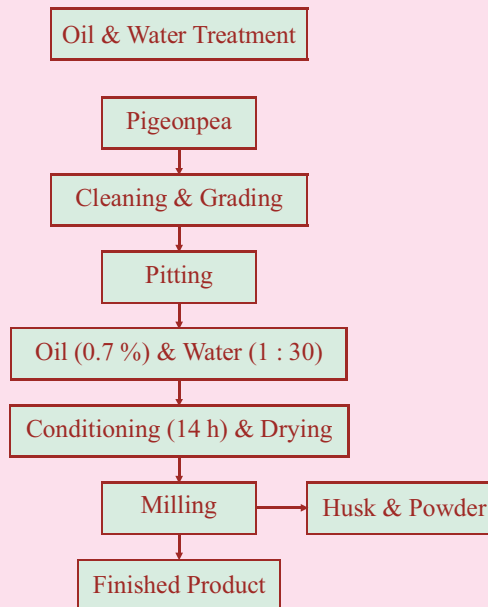 Oil & Water Treatment
Pigeonpea
Cleaning & Grading
Pitting
Oil (0.7 %) & Water (1 : 30)
Conditioning (14 h) & Drying
Milling
Husk & Powder
Finished Product